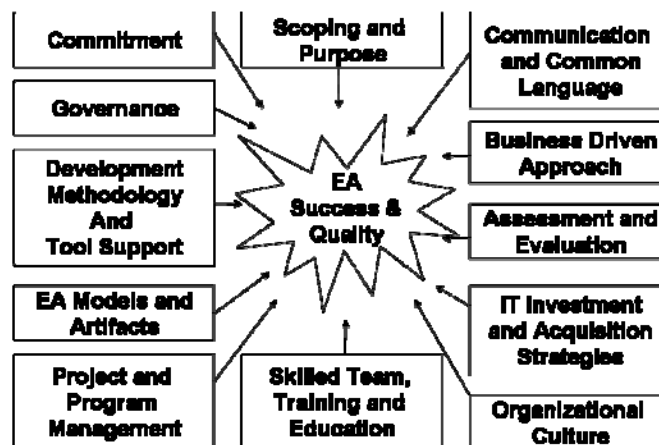 Commitment
Scoping and
Purpose
Communication
and Common
Language
Governance
Business Driven
Approach
Development
Methodology
And
Tool Support
EA
Success &
Quality
Assessment and
Evaluation
EA Models and
Artifacts
IT Investment
and Acquisition
Strategies
Project and
Program
Management
Skilled Team,
Training and
Education
Organizational
Culture